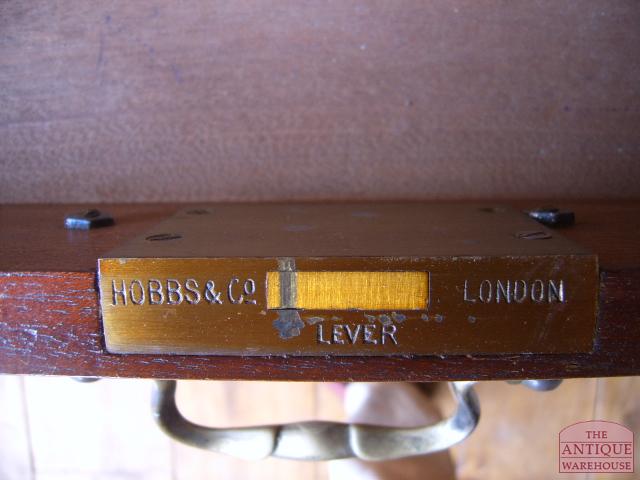 HOBBS & CO LONDON
LEVER
THE
ANTIQUE
WAREHOUSE